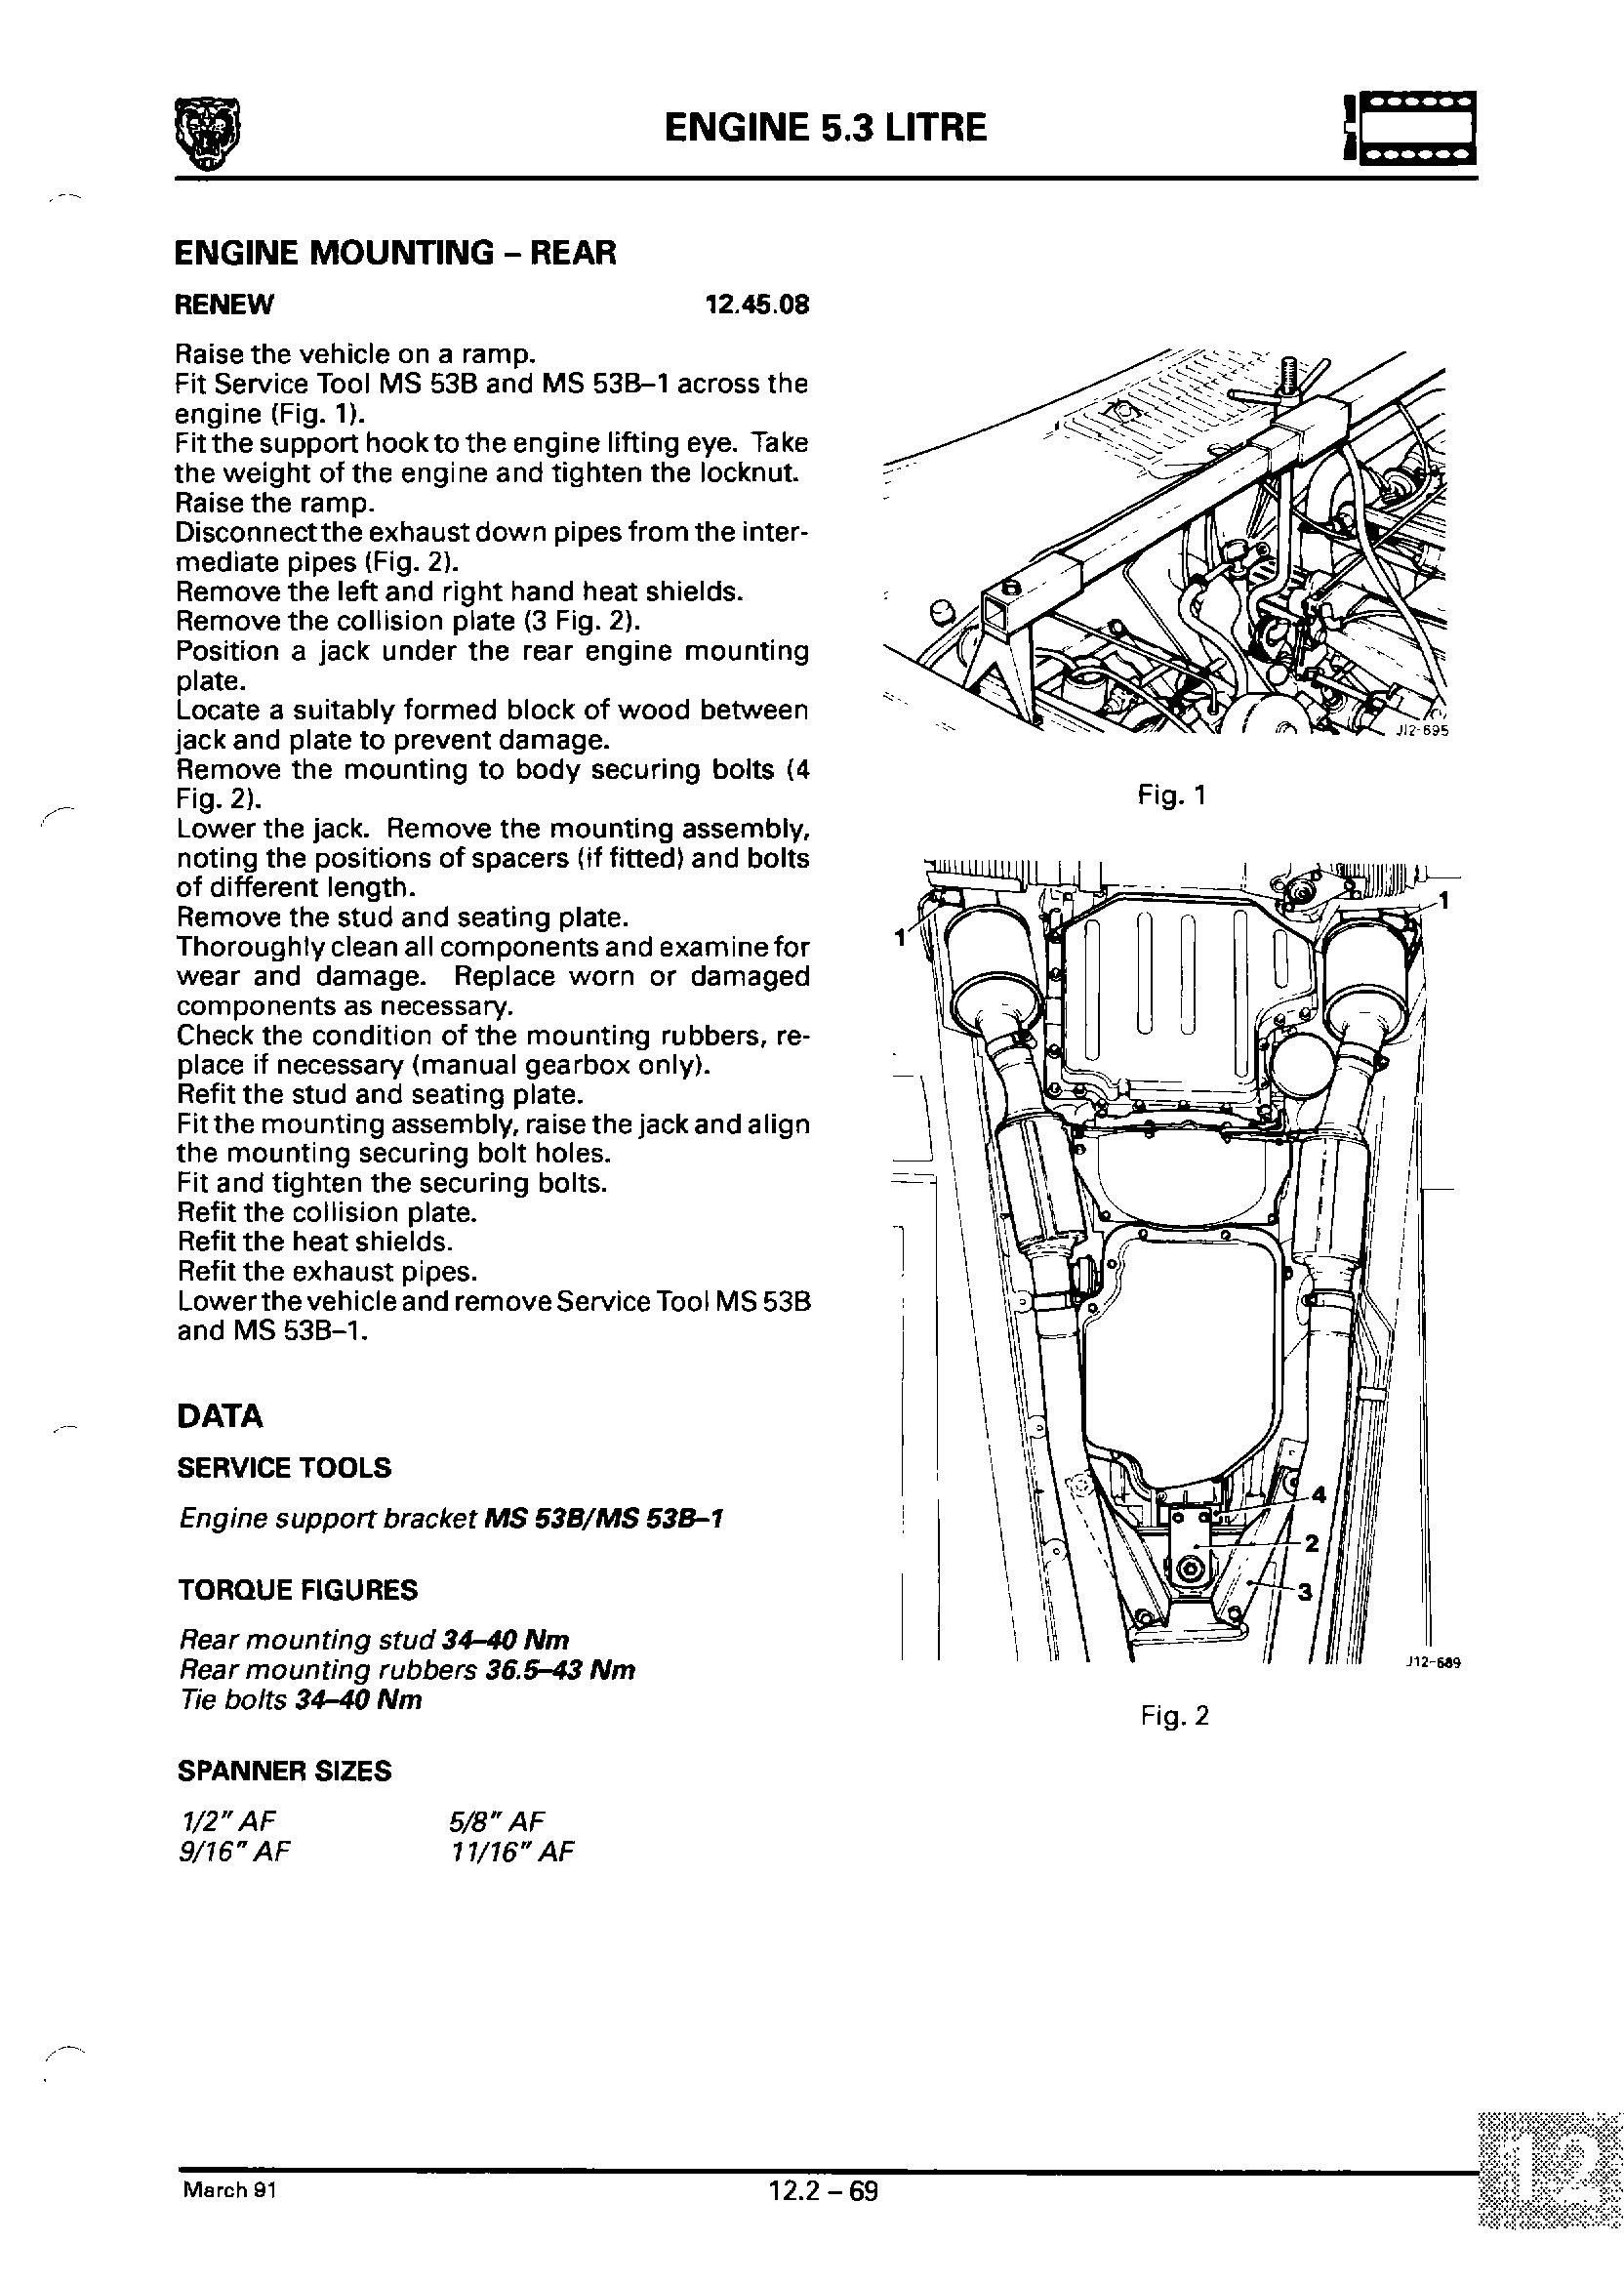 ENGINE 5.3 LITRE
ENGINE MOUNTING – REAR
RENEW 12.45.08
Raise the vehicle on a ramp.
Fit Service Tool MS 53B and MS 53B–1 across the
engine (Fig. 1).
Fit the support hook to the engine lifting eye. Take
the weight of the engine and tighten the locknut.
Raise the ramp.
Disconnect the exhaust down pipes from the inter-
mediate pipes (Fig. 2).
Remove the left and right hand heat shields.
Remove the collision plate (3 Fig. 2).
Position a jack under the rear engine mounting
plate.
Locate a suitably formed block of wood between
jack and plate to prevent damage.
Remove the mounting to body securing bolts (4
Fig. 2).
Lower the jack. Remove the mounting assembly,
noting the positions of spacers (if fitted) and bolts
of different length.
Remove the stud and seating plate.
Thoroughly clean all components and examine for
wear and damage. Replace worn or damaged
components as necessary.
Check the condition of the mounting rubbers, re-
place if necessary (manual gearbox only).
Refit the stud and seating plate.
Fit the mounting assembly, raise the jack and align
the mounting securing bolt holes.
Fit and tighten the securing bolts.
Refit the collision plate.
Refit the heat shields.
Refit the exhaust pipes.
Lower the vehicle and remove Service Tool MS 53B
and MS 53B–1.
DATA
SERVICE TOOLS
Engine support bracket MS 53B/MS 53B–1
TORQUE FIGURES
Rear mounting stud 34–40 Nm
Rear mounting rubbers 36.5–43 Nm
Tie bolts 34–40 Nm
SPANNER SIZES
1/2" AF 5/8" AF
9/16" AF 11/16" AF
J12-695
Fig. 1
1
1
4
2
3
J12-689
Fig. 2
March 91
12.2 – 69
12